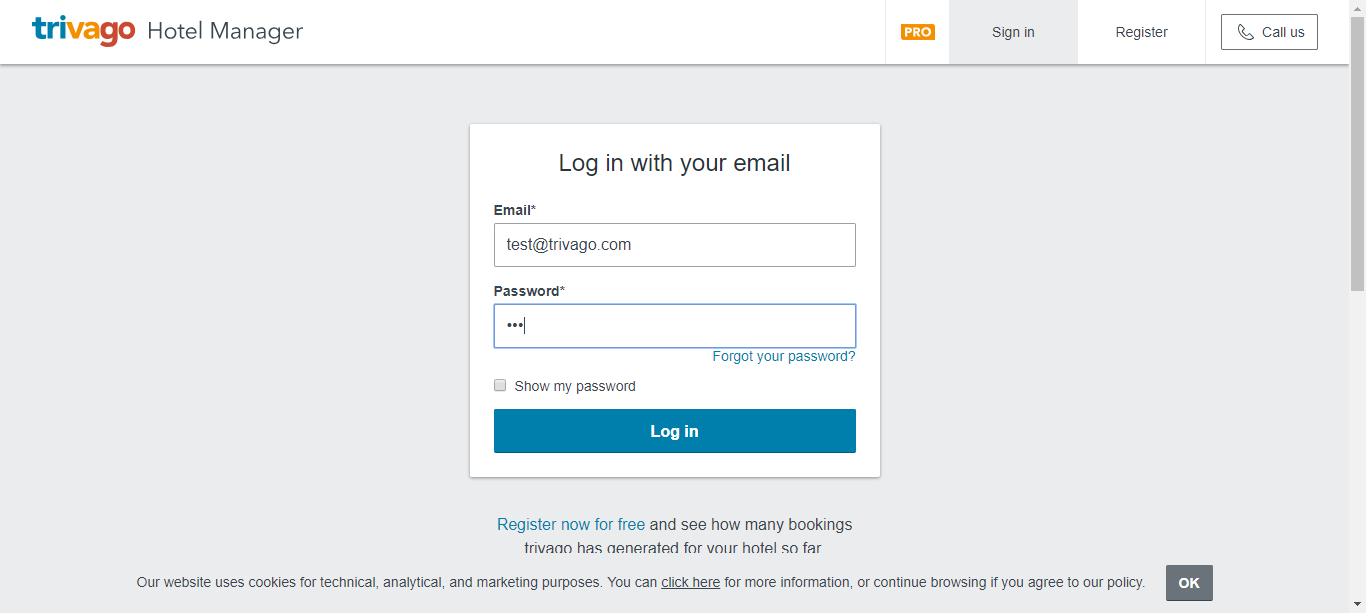 trivago Hotel Manager
PRO
Sign in
Register
Call us
Log in with your email
Email*
test@trivago.com
Password*
•••
Forgot your password?
Show my password
Log in
Register now for free and see how many bookings
trivago has generated for your hotel so far
Our website uses cookies for technical, analytical, and marketing purposes. You can click here for more information, or continue browsing if you agree to our policy.
OK